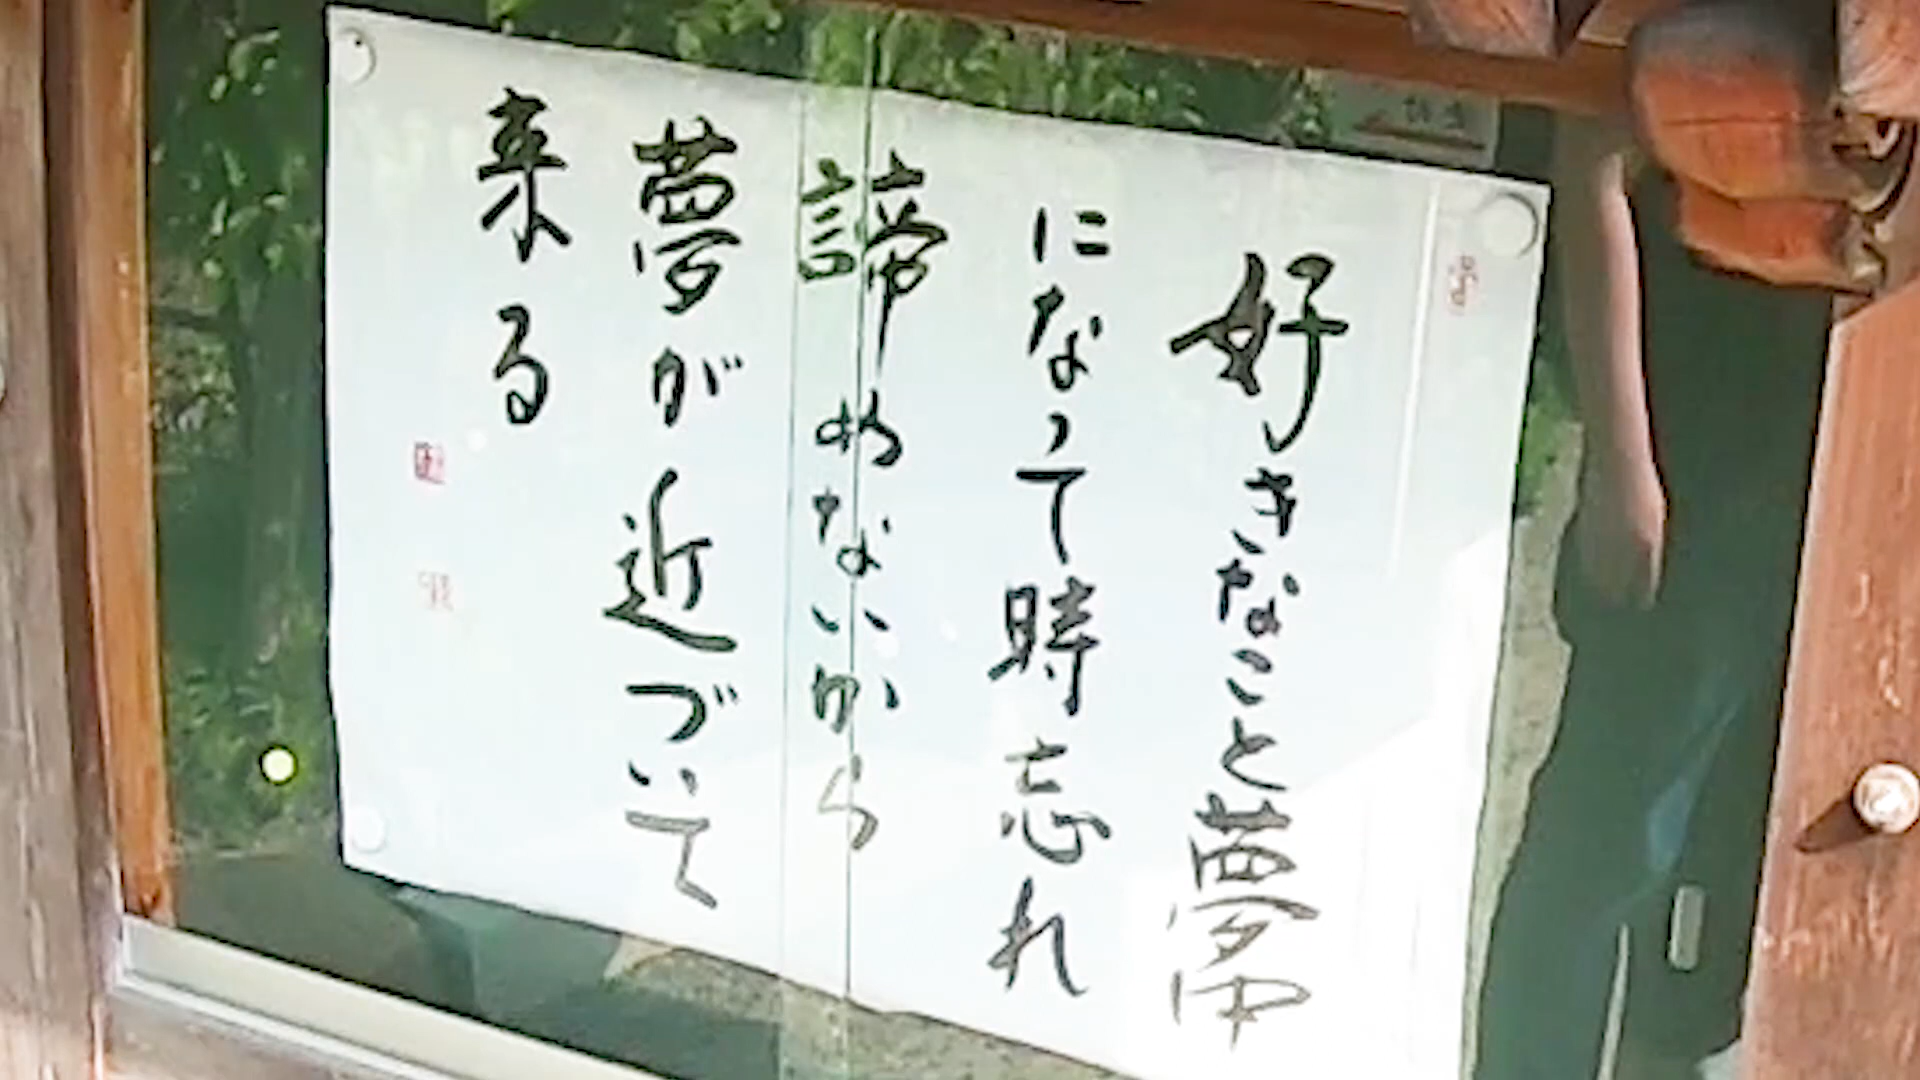 好きなこと夢中
になって時忘れ
諦めないから
夢が近づいて
来る